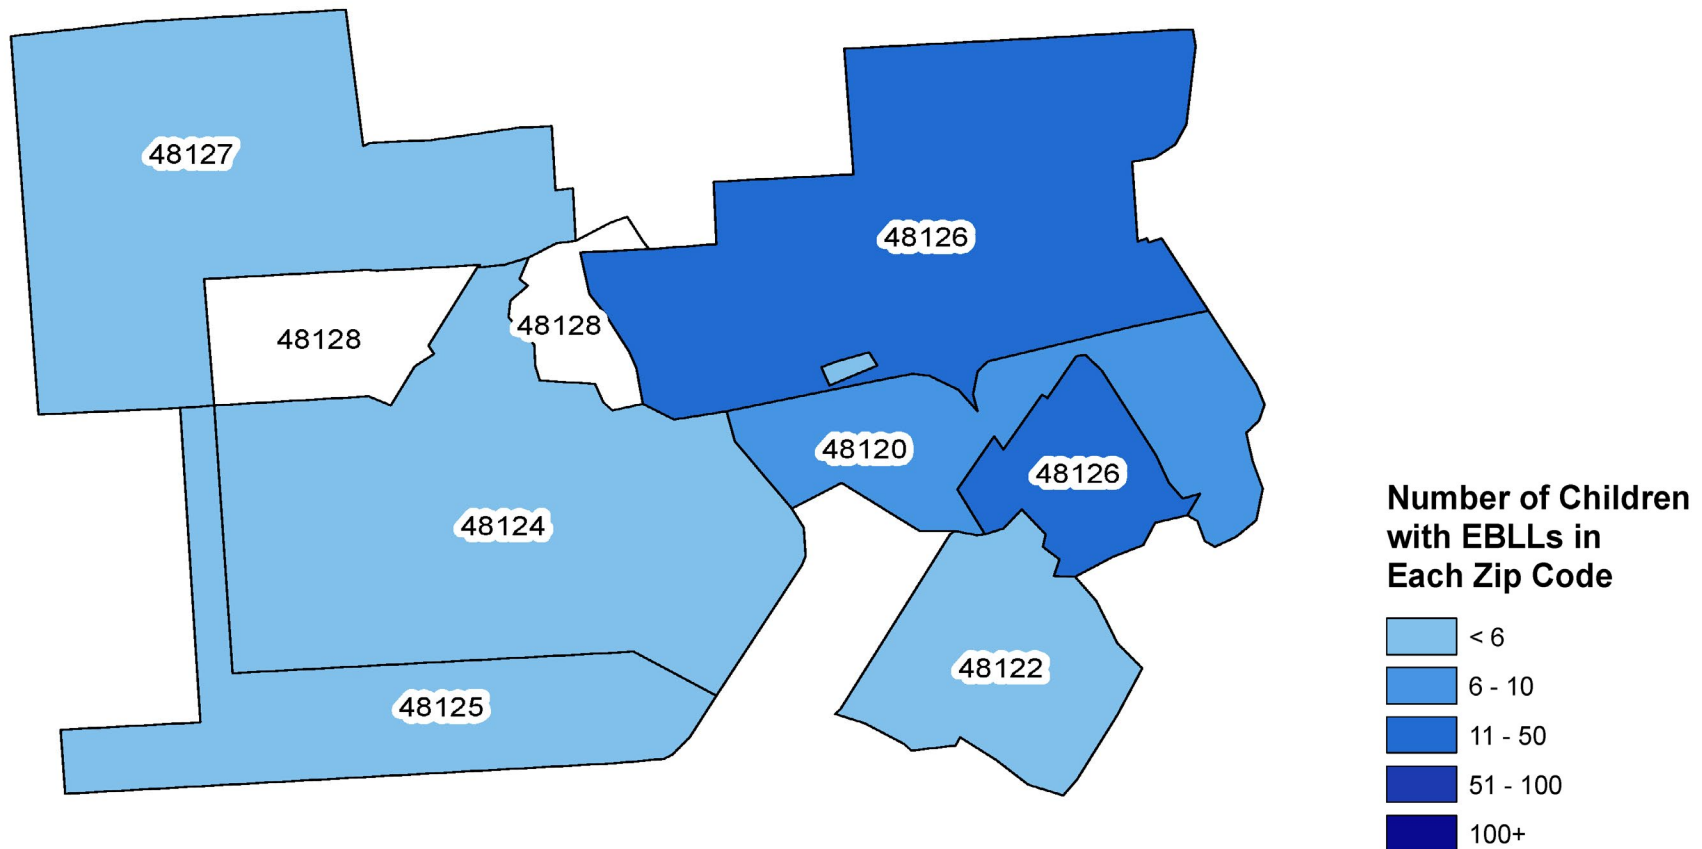 48127
48126
48128
48128
48120
48126
48124
48122
48125
Number of Children
with EBLLs in
Each Zip Code
< 6
6 - 10
11 - 50
51 - 100
100+